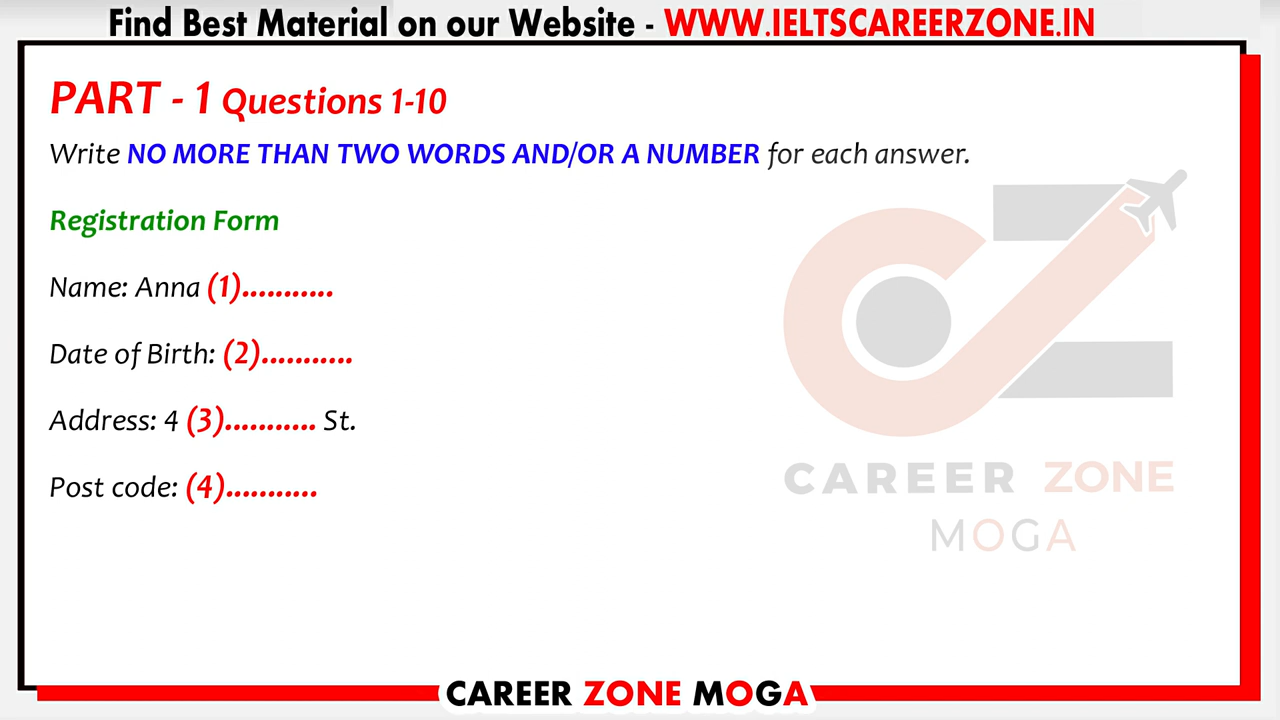 Find Best Material on our Website - WWW.IELTSCAREERZONE.IN
PART - 1 Questions 1-10
Write NO MORE THAN TWO WORDS AND/OR A NUMBER for each answer.
Registration Form
Name: Anna (1)...........
Date of Birth: (2)...........
Address: 4 (3)........... St.
Post code: (4)...........
CAREER ZONE
MOGA
CAREER ZONE MOGA